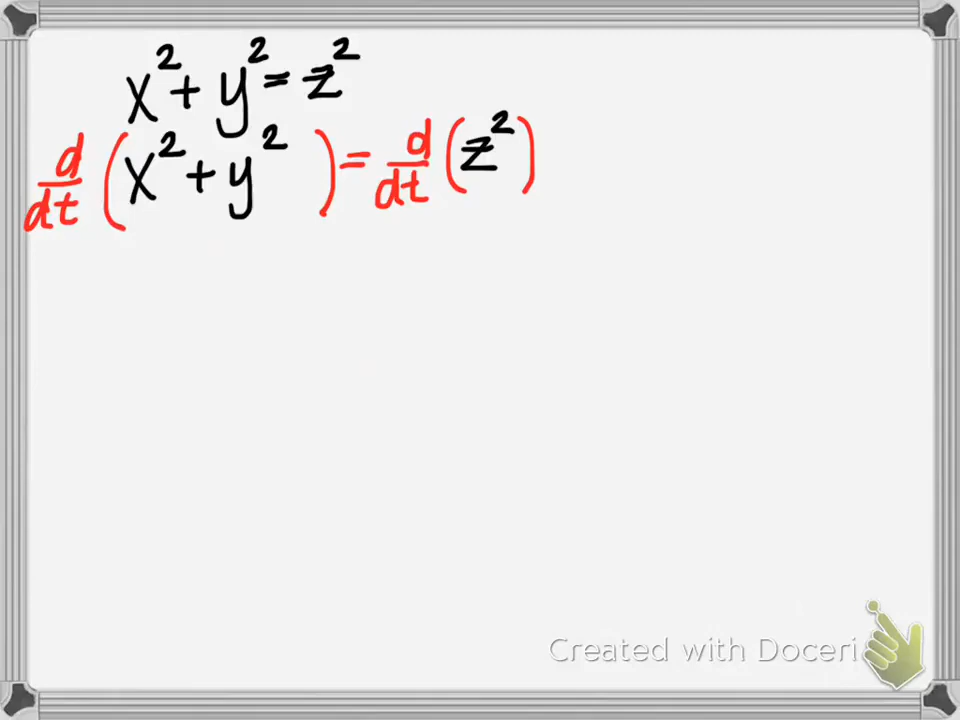 x² + y² = z²
d/dt (x² + y²) = d/dt (z²)
Created with Doceri